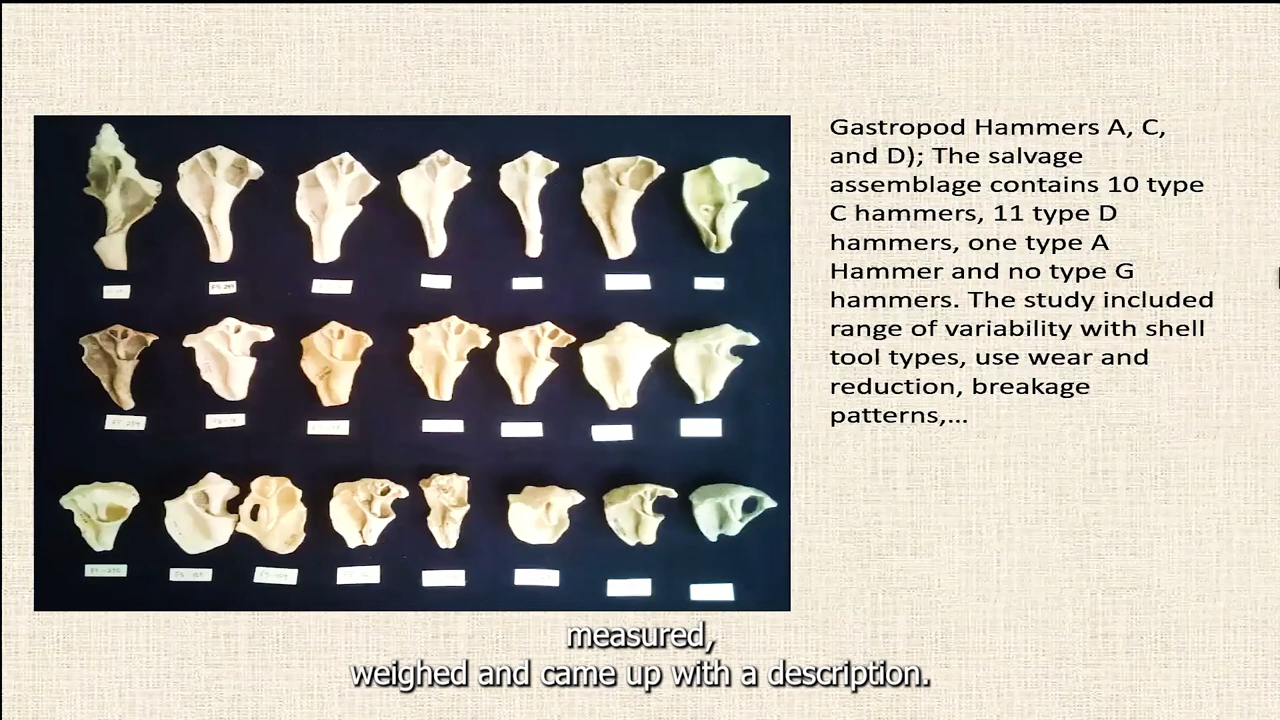 Gastropod Hammers A, C,
and D); The salvage
assemblage contains 10 type
C hammers, 11 type D
hammers, one type A
Hammer and no type G
hammers. The study included
range of variability with shell
tool types, use wear and
reduction, breakage
patterns,...
measured,
weighed and came up with a description.